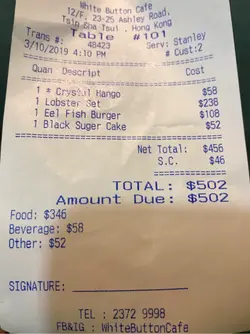 White Button Cafe
12/F, 23-25 Ashley Road,
Tsim Sha Tsui, Hong Kong
Table #101
Trans #: 48423 Serv: Stanley
3/10/2019 4:10 PM # Cust:2
Quan Descript Cost
1 * Crystal Mango $58
1 Lobster Set $238
1 Eel Fish Burger $108
1 Black Suger Cake $52
Net Total: $456
S.C. $46
TOTAL: $502
Amount Due: $502
Food: $346
Beverage: $58
Other: $52
SIGNATURE:
TEL : 2372 9998
FB&IG : WhiteButtonCafe